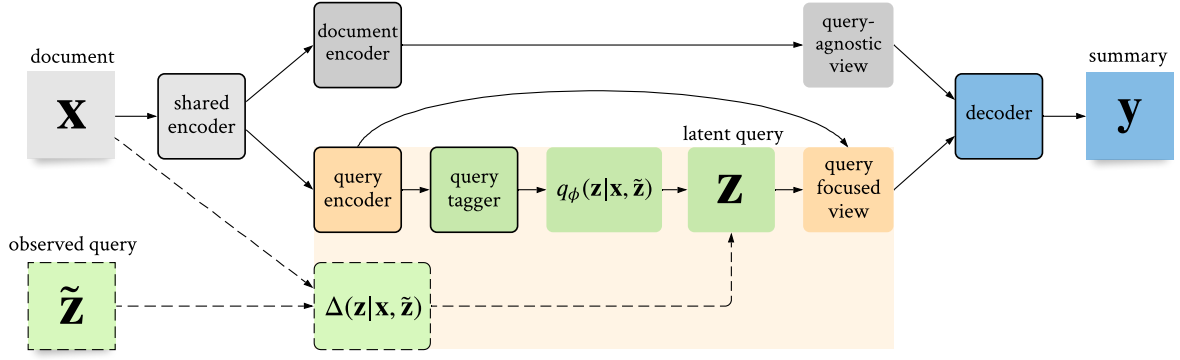 document
x
shared
encoder
document
encoder
query-
agnostic
view
decoder
summary
y
query
encoder
query
tagger
qϕ(z|x, z̃)
latent query
z
query
focused
view
observed query
z̃
Δ(z|x, z̃)